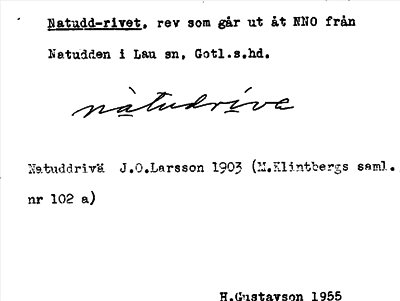 Natudd-rivet, rev som går ut åt NNO från
Natudden i Lau sn, Gotl.s.hd.
nàtudrívα
Natuddrivä J.O.Larsson 1903 (M.Klintbergs saml.
nr 102 a)
H.Gustavson 1955